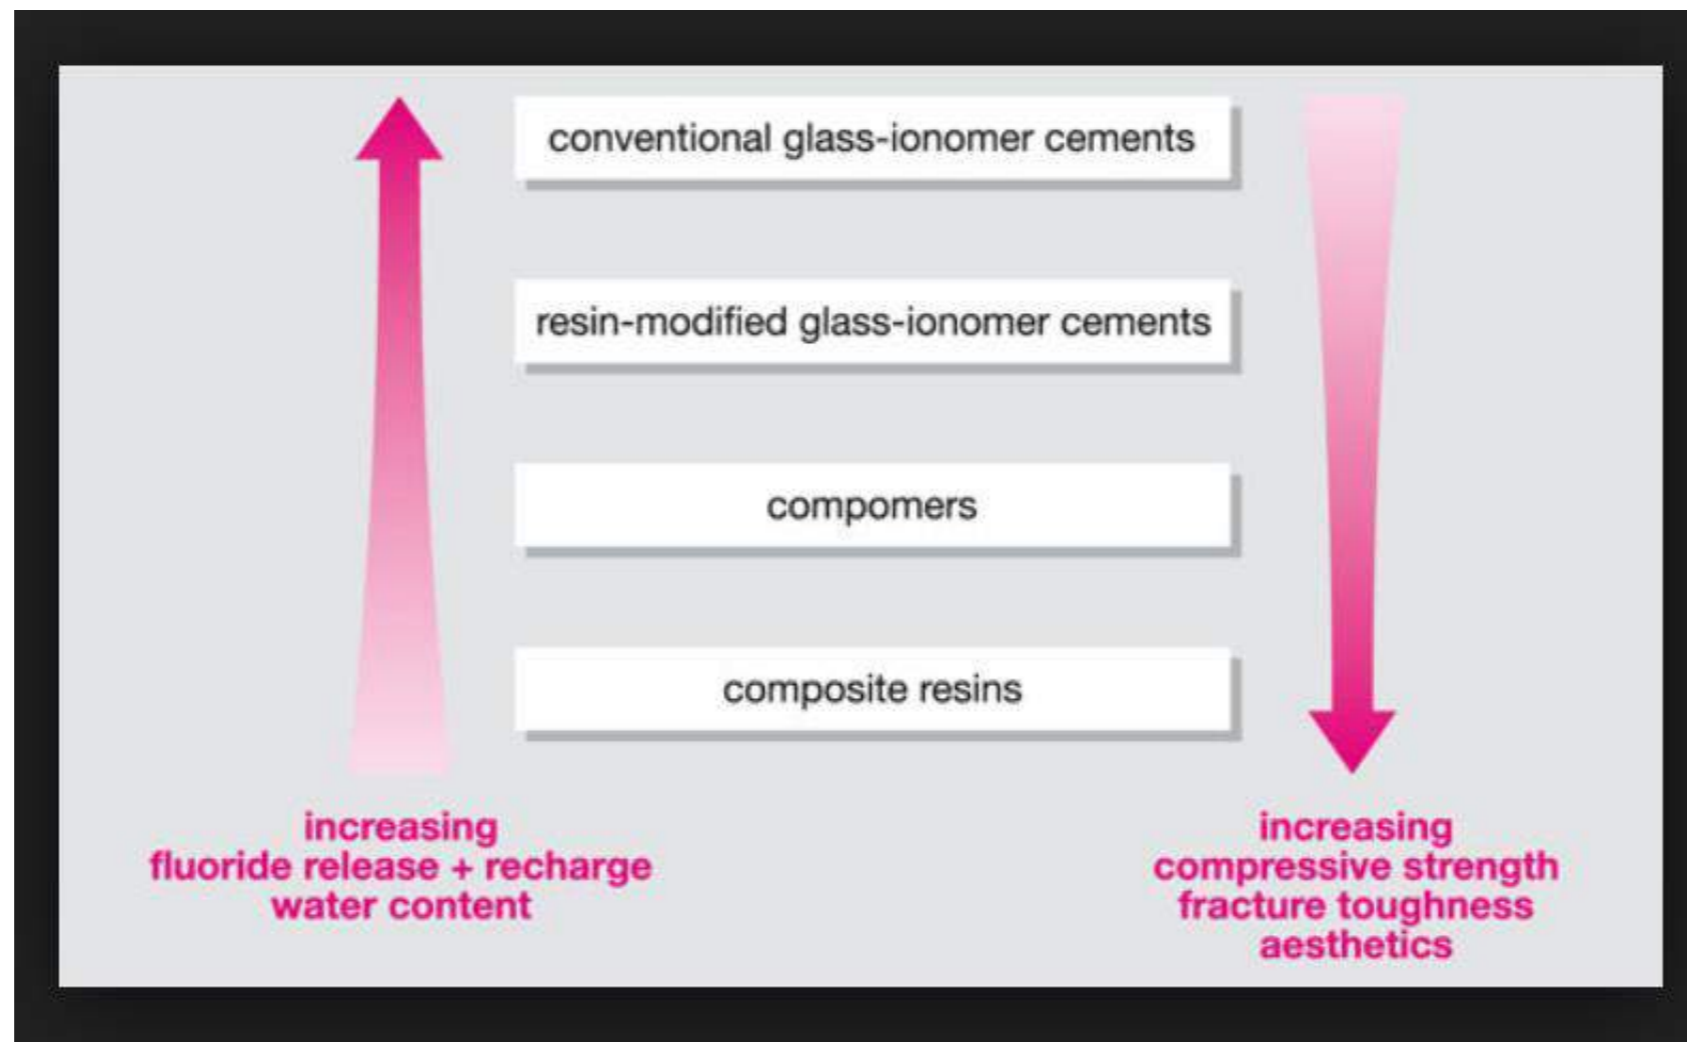 conventional glass-ionomer cements
resin-modified glass-ionomer cements
compomers
composite resins
increasing
fluoride release + recharge
water content
increasing
compressive strength
fracture toughness
aesthetics